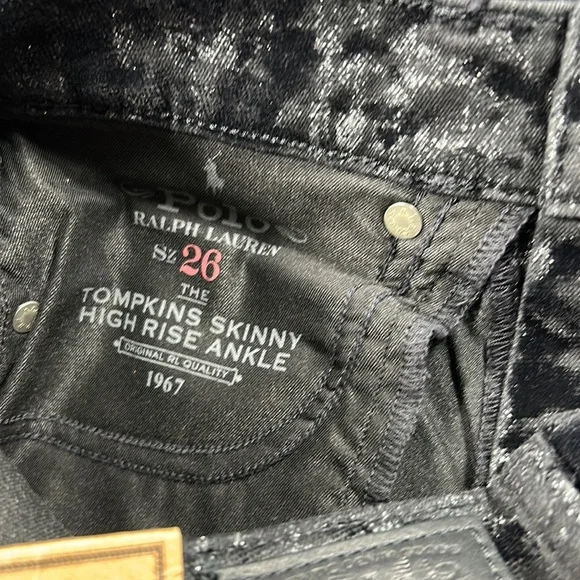 Polo
RALPH LAUREN
Sz 26
THE
TOMPKINS SKINNY
HIGH RISE ANKLE
ORIGINAL RL QUALITY
1967